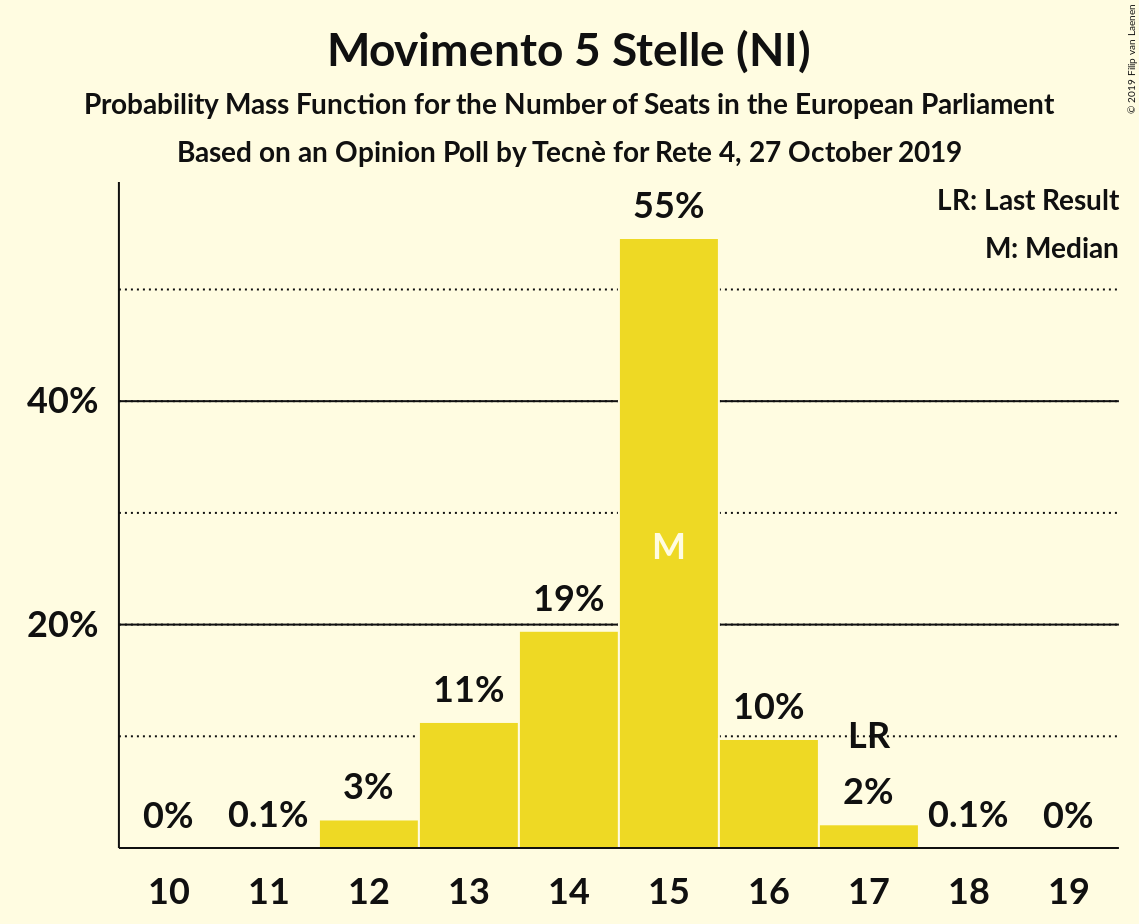 Movimento 5 Stelle (NI)
Probability Mass Function for the Number of Seats in the European Parliament
Based on an Opinion Poll by Tecnè for Rete 4, 27 October 2019
© 2019 Filip van Laenen
LR: Last Result
M: Median
55%
40%
M
19%
20%
11%
10%
LR
3%
2%
0%
0.1%
0.1%
0%
10 11 12 13 14 15 16 17 18 19